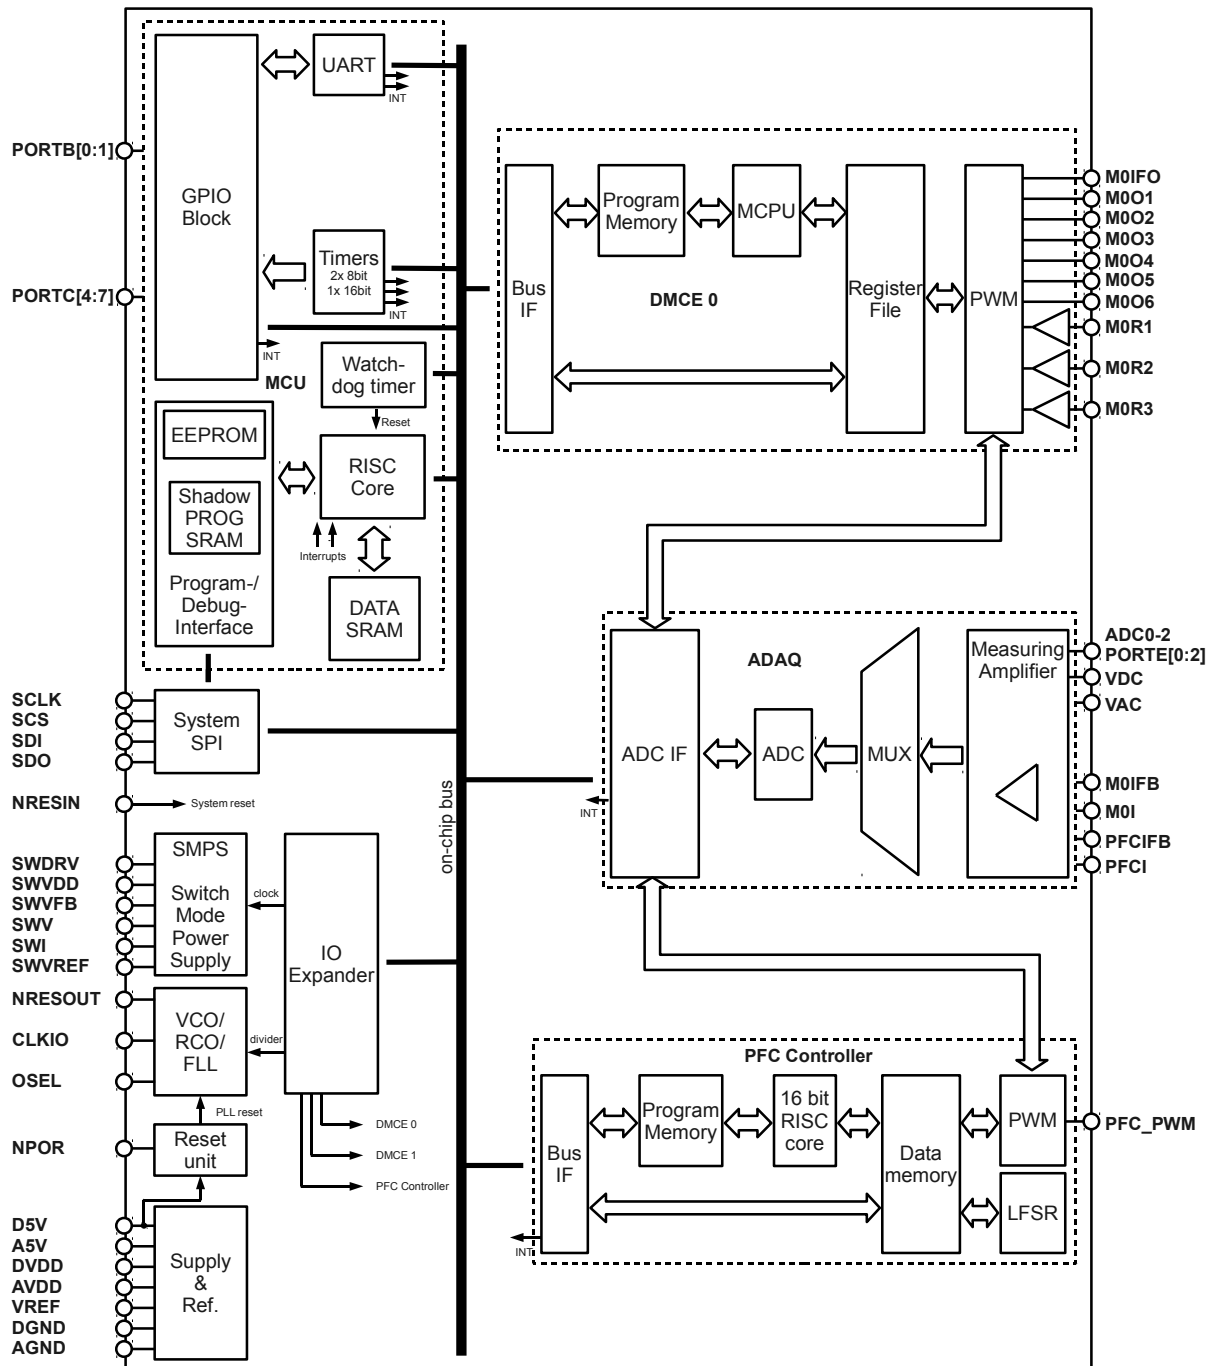 PORTB[0:1]
PORTC[4:7]
GPIO
Block
UART
INT
Timers
2x 8bit
1x 16bit
INT
INT
MCU
Watch-
dog timer
Reset
EEPROM
Shadow
PROG
SRAM
Program-/
Debug-
Interface
RISC
Core
Interrupts
DATA
SRAM
SCLK
SCS
SDI
SDO
System
SPI
NRESIN
System reset
SWDRV
SWVDD
SWVFB
SWV
SWI
SWVREF
SMPS
Switch
Mode
Power
Supply
clock
IO
Expander
NRESOUT
CLKIO
OSEL
VCO/
RCO/
FLL
divider
PLL reset
NPOR
Reset
unit
DMCE 0
DMCE 1
PFC Controller
D5V
A5V
DVDD
AVDD
VREF
DGND
AGND
Supply
&
Ref.
on-chip bus
Bus
IF
Program
Memory
MCPU
DMCE 0
Register
File
PWM
M0IFO
M0O1
M0O2
M0O3
M0O4
M0O5
M0O6
M0R1
M0R2
M0R3
ADAQ
ADC IF
INT
ADC
MUX
Measuring
Amplifier
ADC0-2
PORTE[0:2]
VDC
VAC
M0IFB
M0I
PFCIFB
PFCI
PFC Controller
Bus
IF
INT
Program
Memory
16 bit
RISC
core
Data
memory
PWM
LFSR
PFC_PWM